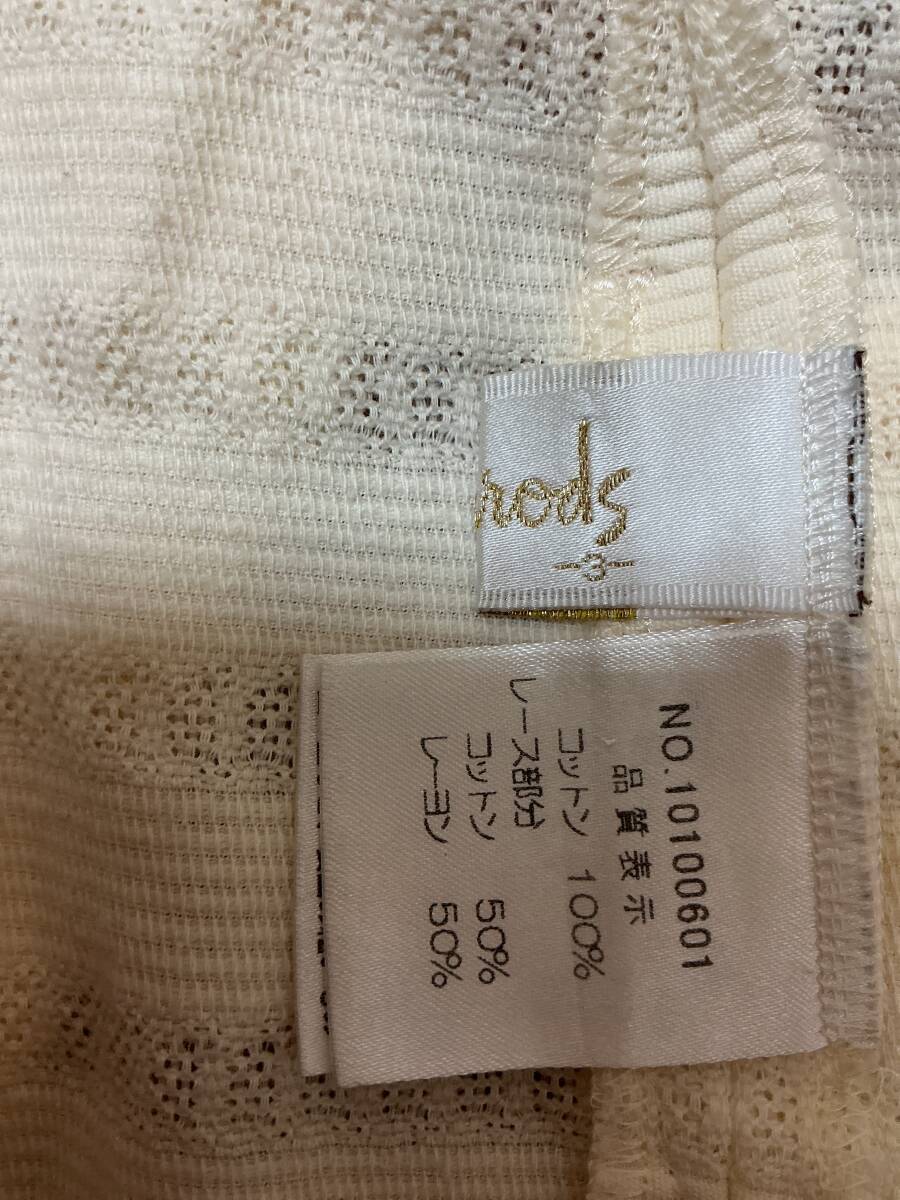 rods
NO.10100601
品質表示
コットン 100%
レース部分
コットン 50%
レーヨン 50%